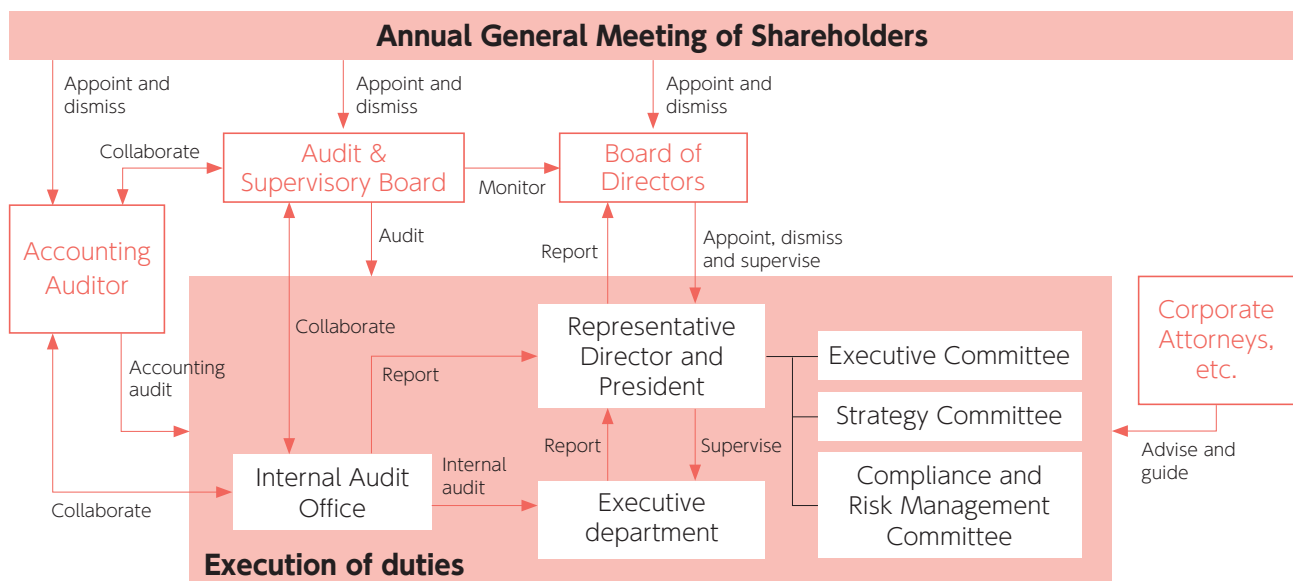 Annual General Meeting of Shareholders
Appoint and
dismiss
Appoint and
dismiss
Appoint and
dismiss
Collaborate
Audit &
Supervisory Board
Monitor
Board of
Directors
Accounting
Auditor
Audit
Report
Appoint, dismiss
and supervise
Collaborate
Representative
Director and
President
Executive Committee
Corporate
Attorneys,
etc.
Accounting
audit
Report
Strategy Committee
Report
Supervise
Advise and
guide
Internal Audit
Office
Internal
audit
Executive
department
Compliance and
Risk Management
Committee
Collaborate
Execution of duties